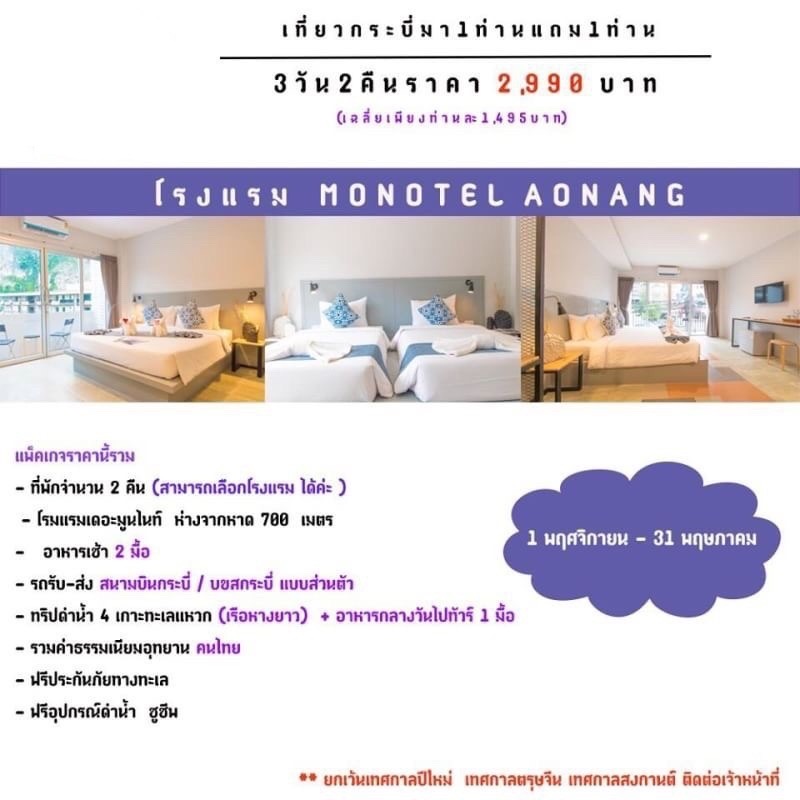 เที่ยวกระบี่มา1ท่านแถม1ท่าน
3วัน2คืนราคา 2,990 บาท
(เฉลี่ยเพียงท่านละ1,495บาท)
โรงแรม MONOTEL AONANG
แพ็คเกจราคานี้รวม
- ที่พักจำนวน 2 คืน (สามารถเลือกโรงแรม ได้ค่ะ )
- โรมแรมเดอะมูนไนท์ ห่างจากหาด 700 เมตร
- อาหารเช้า 2 มื้อ
- รถรับ-ส่ง สนามบินกระบี่ / บขสกระบี่ แบบส่วนตัว
- ทริปดำน้ำ 4 เกาะทะเลแหวก (เรือหางยาว) + อาหารกลางวันไปทัวร์ 1 มื้อ
- รวมค่าธรรมเนียมอุทยาน คนไทย
- ฟรีประกันภัยทางทะเล
- ฟรีอุปกรณ์ดำน้ำ ชูชีพ
1 พฤศจิกายน - 31 พฤษภาคม
** ยกเว้นเทศกาลปีใหม่ เทศกาลตรุษจีน เทศกาลสงกานต์ ติดต่อเจ้าหน้าที่